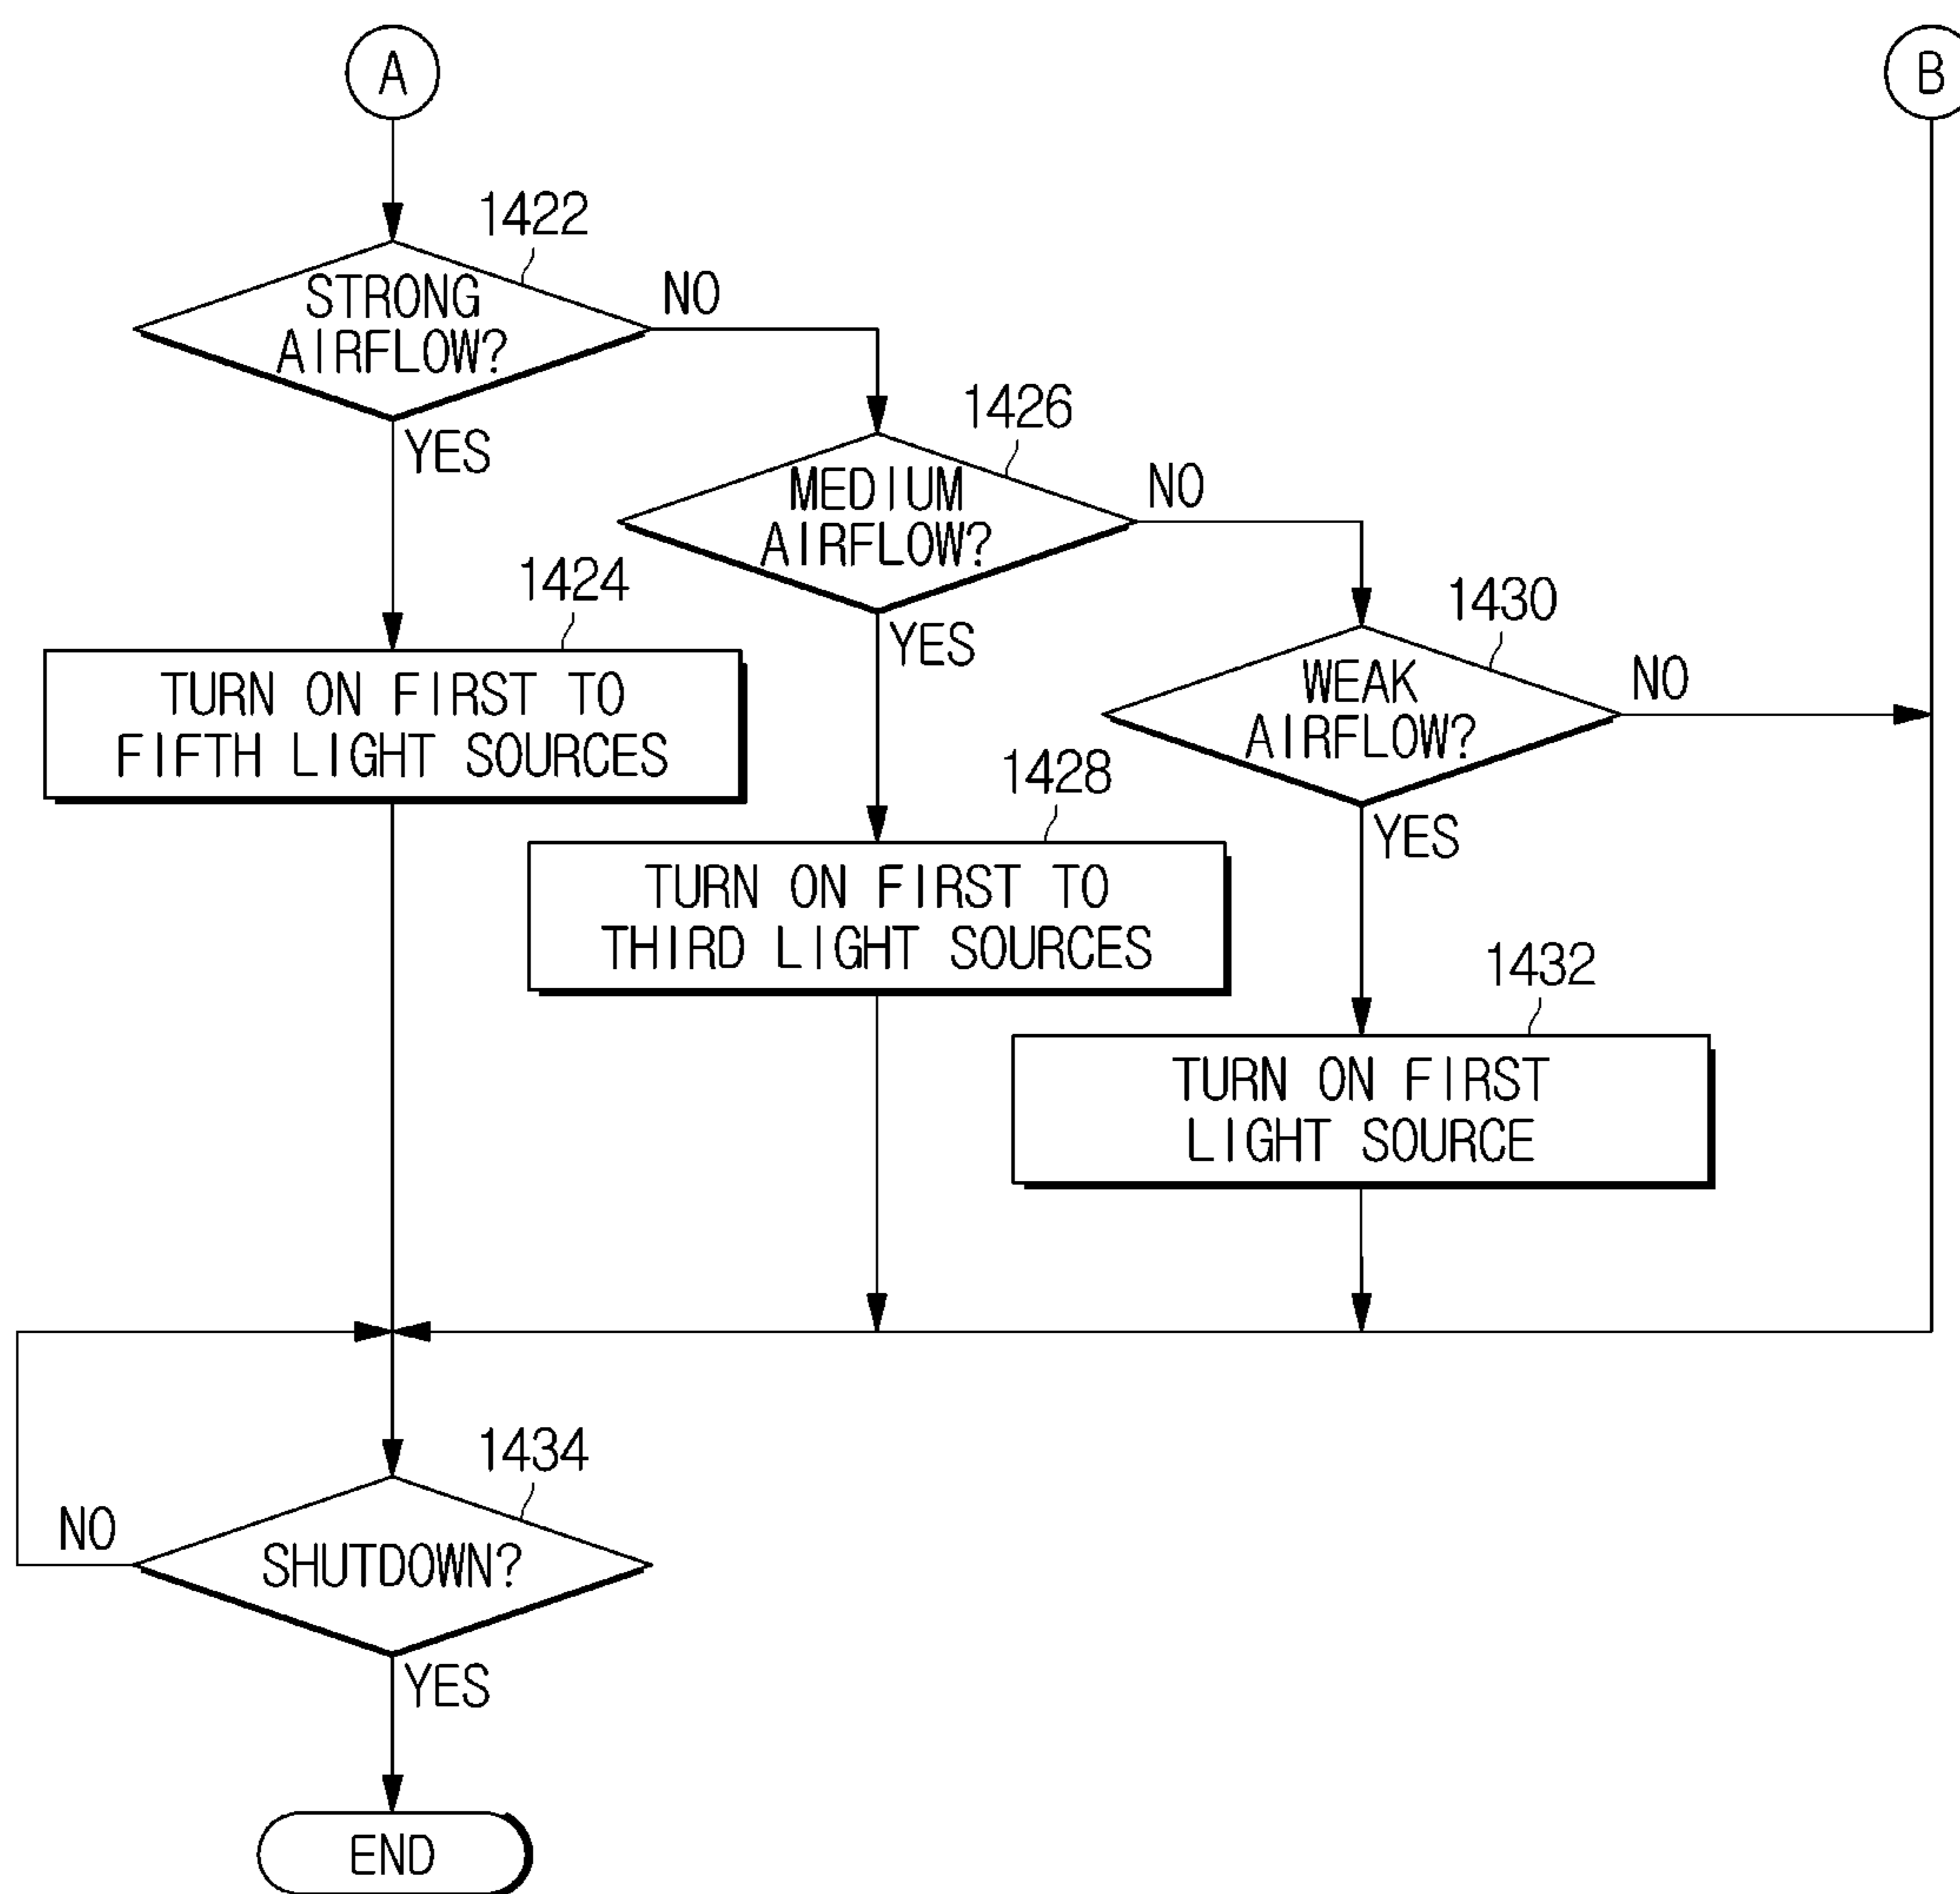 A
B
1422
STRONG
AIRFLOW?
NO
YES
1426
MEDIUM
AIRFLOW?
NO
YES
1424
TURN ON FIRST TO
FIFTH LIGHT SOURCES
1430
WEAK
AIRFLOW?
NO
YES
1428
TURN ON FIRST TO
THIRD LIGHT SOURCES
1432
TURN ON FIRST
LIGHT SOURCE
1434
SHUTDOWN?
NO
YES
END